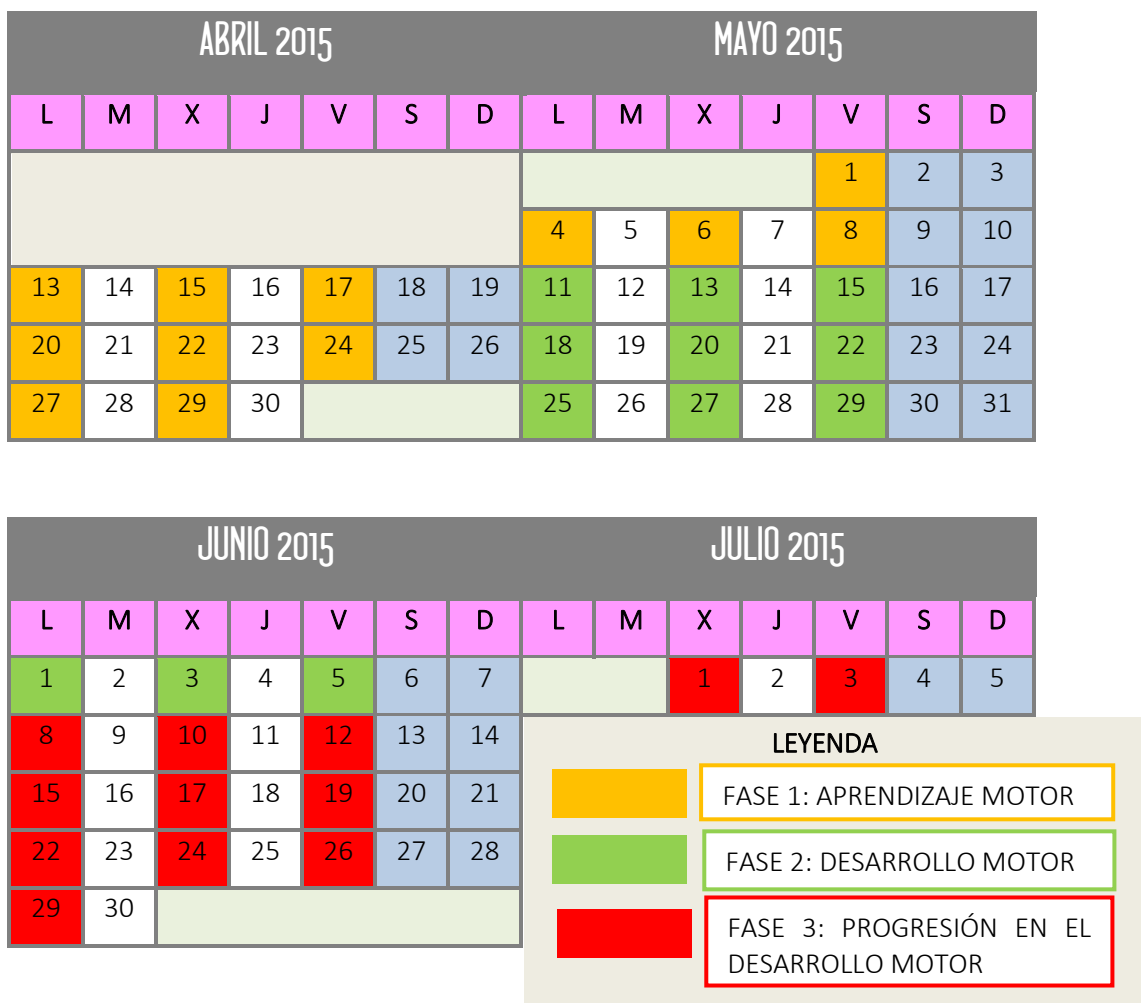 ABRIL 2015 MAYO 2015
L M X J V S D L M X J V S D
1 2 3
4 5 6 7 8 9 10
13 14 15 16 17 18 19 11 12 13 14 15 16 17
20 21 22 23 24 25 26 18 19 20 21 22 23 24
27 28 29 30 25 26 27 28 29 30 31
JUNIO 2015 JULIO 2015
L M X J V S D L M X J V S D
1 2 3 4 5 6 7 1 2 3 4 5
8 9 10 11 12 13 14
15 16 17 18 19 20 21
22 23 24 25 26 27 28
29 30
LEYENDA
FASE 1: APRENDIZAJE MOTOR
FASE 2: DESARROLLO MOTOR
FASE 3: PROGRESIÓN EN EL
DESARROLLO MOTOR